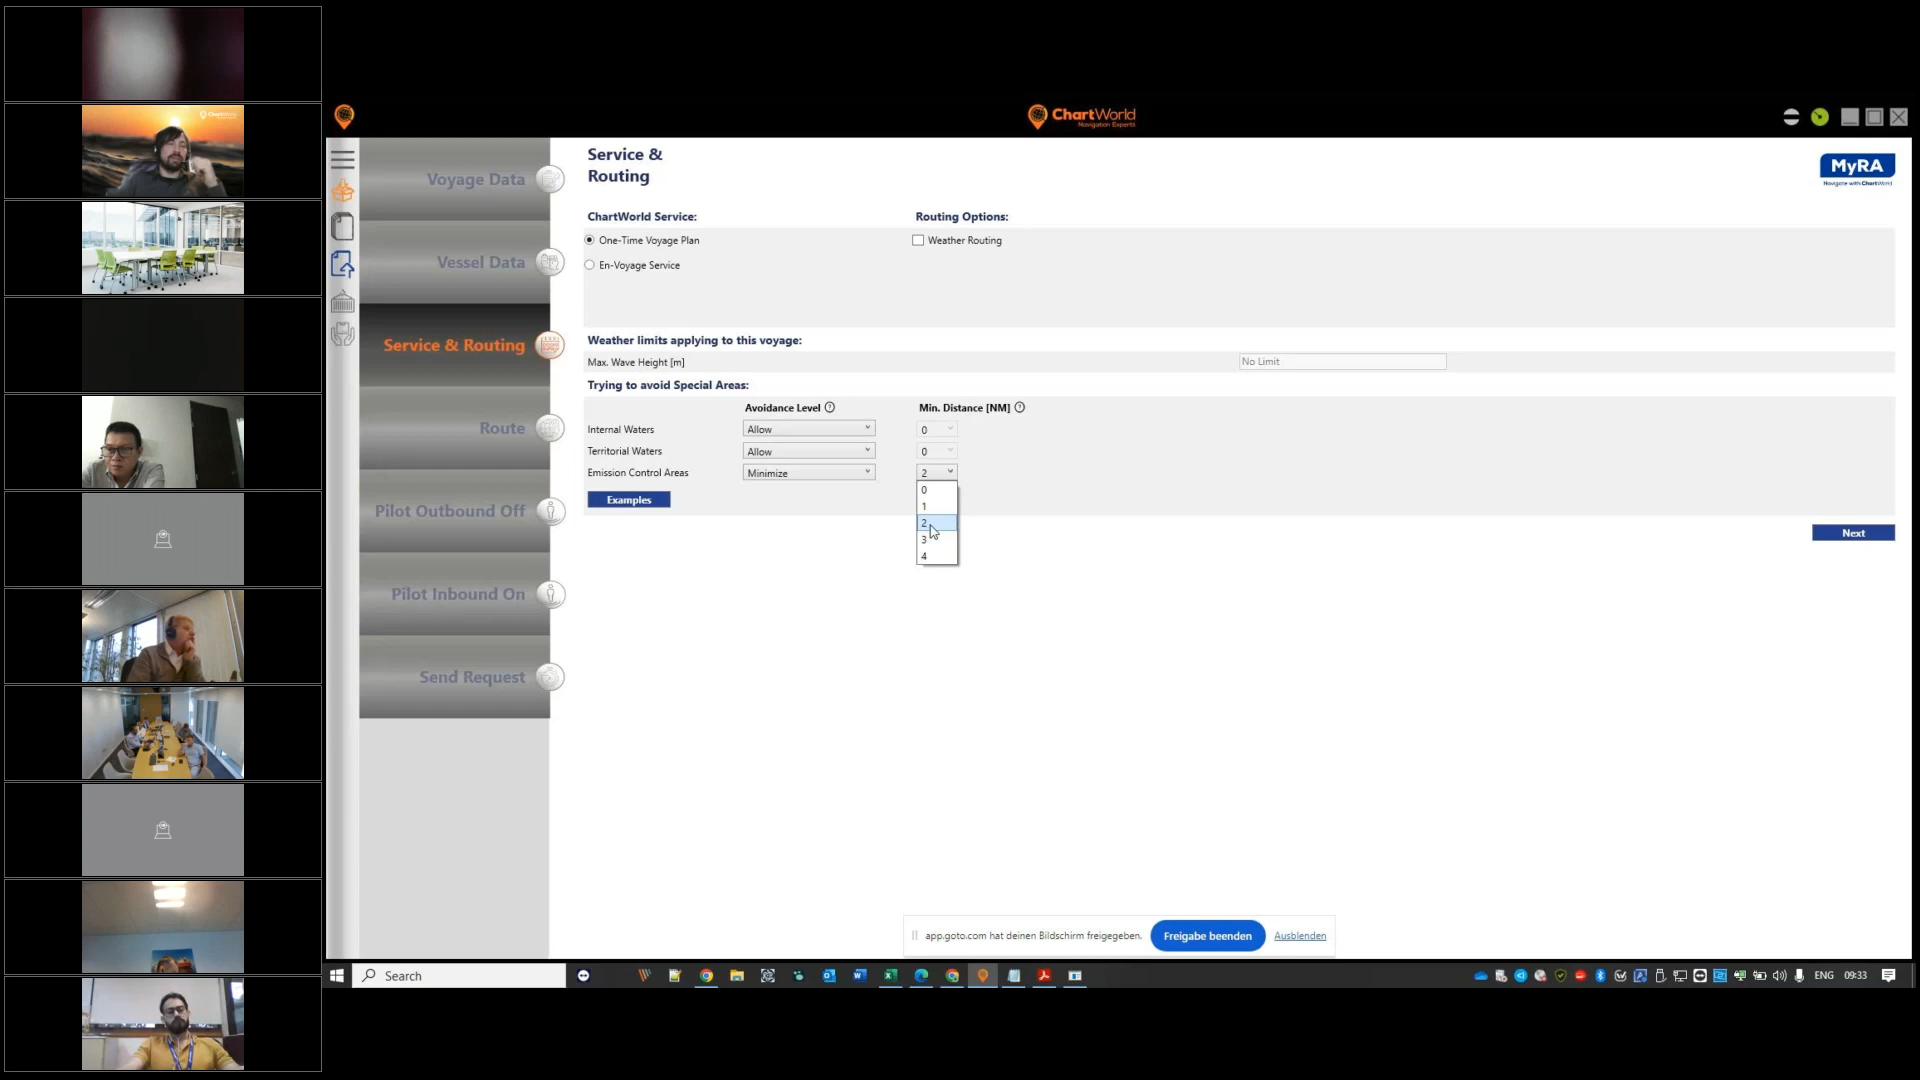 ChartWorld
ChartWorld
Navigation Experts
Voyage Data
Vessel Data
Service & Routing
Route
Pilot Outbound Off
Pilot Inbound On
Send Request
Service &
Routing
MyRA
Navigate with ChartWorld
ChartWorld Service:
Routing Options:
One-Time Voyage Plan
Weather Routing
En-Voyage Service
Weather limits applying to this voyage:
Max. Wave Height [m]
No Limit
Trying to avoid Special Areas:
Avoidance Level ?
Min. Distance [NM] ?
Internal Waters
Allow
0
Territorial Waters
Allow
0
Emission Control Areas
Minimize
2
0
1
2
3
4
Examples
Next
app.goto.com hat deinen Bildschirm freigegeben.
Freigabe beenden
Ausblenden
Search
ENG
09:33